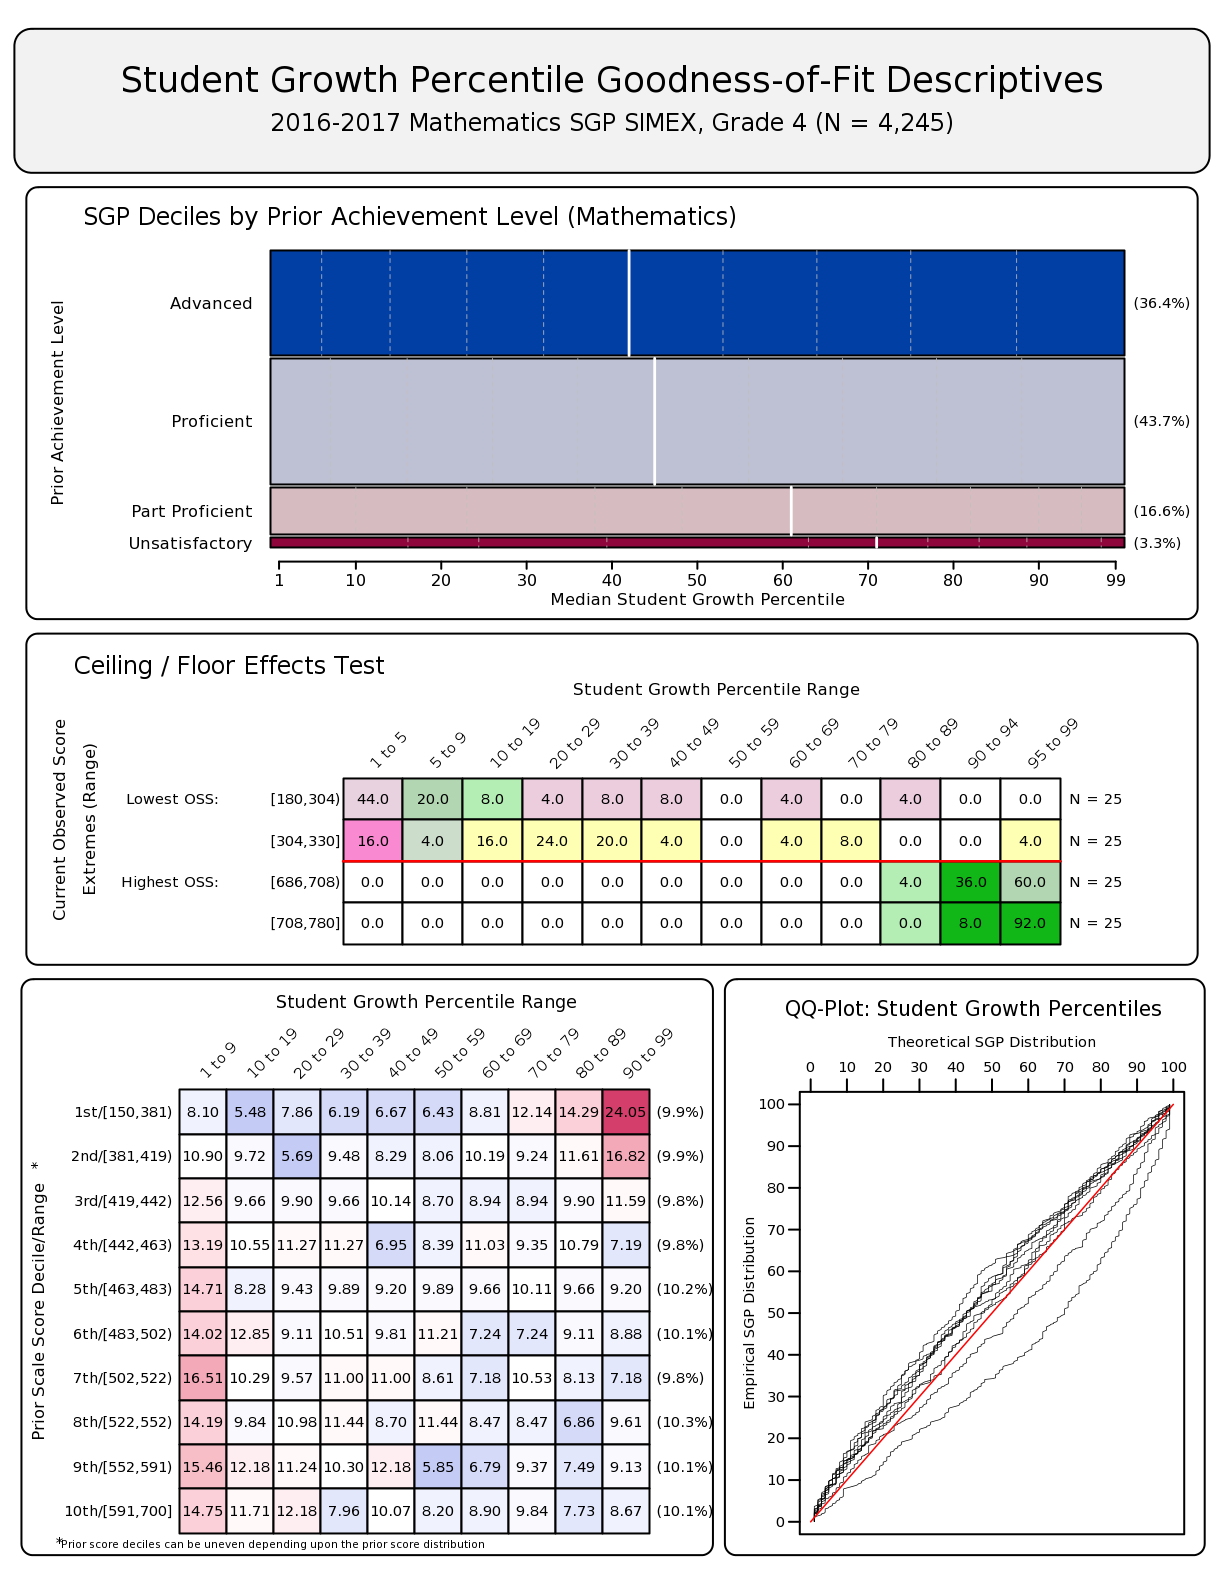 Student Growth Percentile Goodness-of-Fit Descriptives
2016-2017 Mathematics SGP SIMEX, Grade 4 (N = 4,245)
SGP Deciles by Prior Achievement Level (Mathematics)
Prior Achievement Level
Advanced (36.4%)
Proficient (43.7%)
Part Proficient (16.6%)
Unsatisfactory (3.3%)
1 10 20 30 40 50 60 70 80 90 99
Median Student Growth Percentile
Ceiling / Floor Effects Test
Student Growth Percentile Range
Current Observed Score
Extremes (Range)
1 to 5 5 to 9 10 to 19 20 to 29 30 to 39 40 to 49 50 to 59 60 to 69 70 to 79 80 to 89 90 to 94 95 to 99
Lowest OSS: [180,304) 44.0 20.0 8.0 4.0 8.0 8.0 0.0 4.0 0.0 4.0 0.0 0.0 N = 25
[304,330] 16.0 4.0 16.0 24.0 20.0 4.0 0.0 4.0 8.0 0.0 0.0 4.0 N = 25
Highest OSS: [686,708) 0.0 0.0 0.0 0.0 0.0 0.0 0.0 0.0 0.0 4.0 36.0 60.0 N = 25
[708,780] 0.0 0.0 0.0 0.0 0.0 0.0 0.0 0.0 0.0 0.0 8.0 92.0 N = 25
Student Growth Percentile Range
Prior Scale Score Decile/Range *
1 to 9 10 to 19 20 to 29 30 to 39 40 to 49 50 to 59 60 to 69 70 to 79 80 to 89 90 to 99
1st/[150,381) 8.10 5.48 7.86 6.19 6.67 6.43 8.81 12.14 14.29 24.05 (9.9%)
2nd/[381,419) 10.90 9.72 5.69 9.48 8.29 8.06 10.19 9.24 11.61 16.82 (9.9%)
3rd/[419,442) 12.56 9.66 9.90 9.66 10.14 8.70 8.94 8.94 9.90 11.59 (9.8%)
4th/[442,463) 13.19 10.55 11.27 11.27 6.95 8.39 11.03 9.35 10.79 7.19 (9.8%)
5th/[463,483) 14.71 8.28 9.43 9.89 9.20 9.89 9.66 10.11 9.66 9.20 (10.2%)
6th/[483,502) 14.02 12.85 9.11 10.51 9.81 11.21 7.24 7.24 9.11 8.88 (10.1%)
7th/[502,522) 16.51 10.29 9.57 11.00 11.00 8.61 7.18 10.53 8.13 7.18 (9.8%)
8th/[522,552) 14.19 9.84 10.98 11.44 8.70 11.44 8.47 8.47 6.86 9.61 (10.3%)
9th/[552,591) 15.46 12.18 11.24 10.30 12.18 5.85 6.79 9.37 7.49 9.13 (10.1%)
10th/[591,700] 14.75 11.71 12.18 7.96 10.07 8.20 8.90 9.84 7.73 8.67 (10.1%)
*Prior score deciles can be uneven depending upon the prior score distribution
QQ-Plot: Student Growth Percentiles
Theoretical SGP Distribution
0 10 20 30 40 50 60 70 80 90 100
Empirical SGP Distribution
100
90
80
70
60
50
40
30
20
10
0